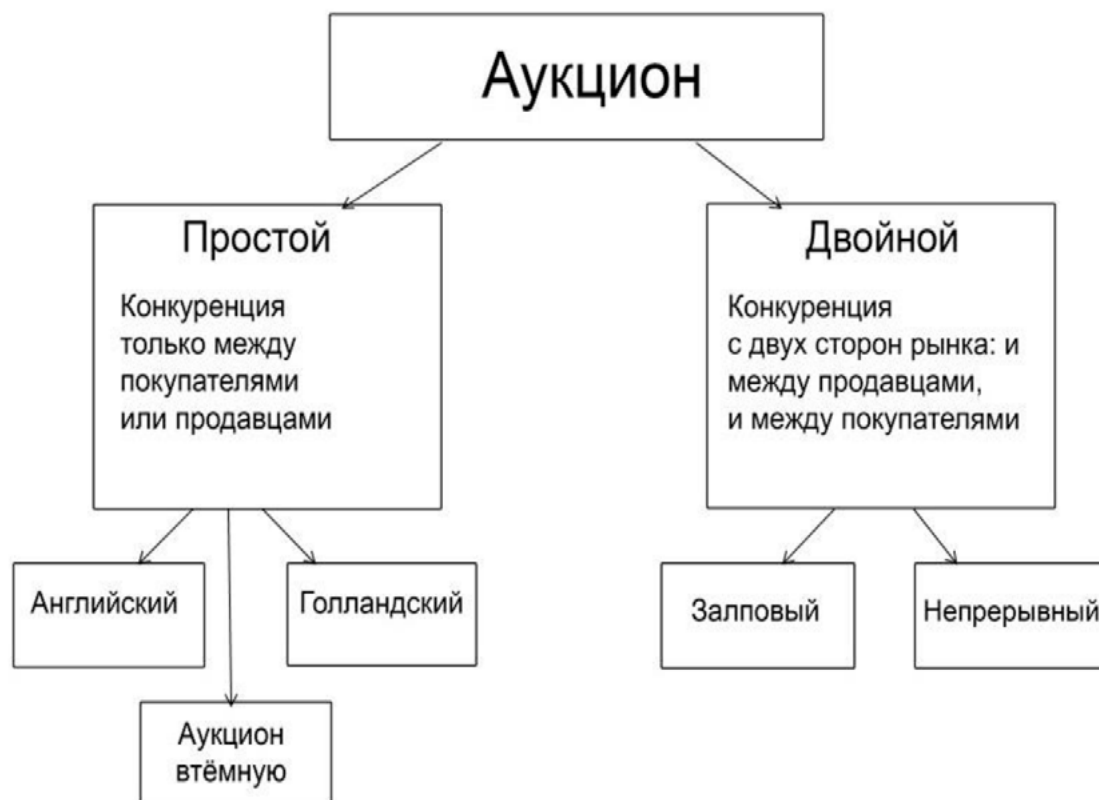 Аукцион
Простой
Конкуренция
только между
покупателями
или продавцами
Двойной
Конкуренция
с двух сторон рынка: и
между продавцами,
и между покупателями
Английский
Голландский
Залповый
Непрерывный
Аукцион
втёмную